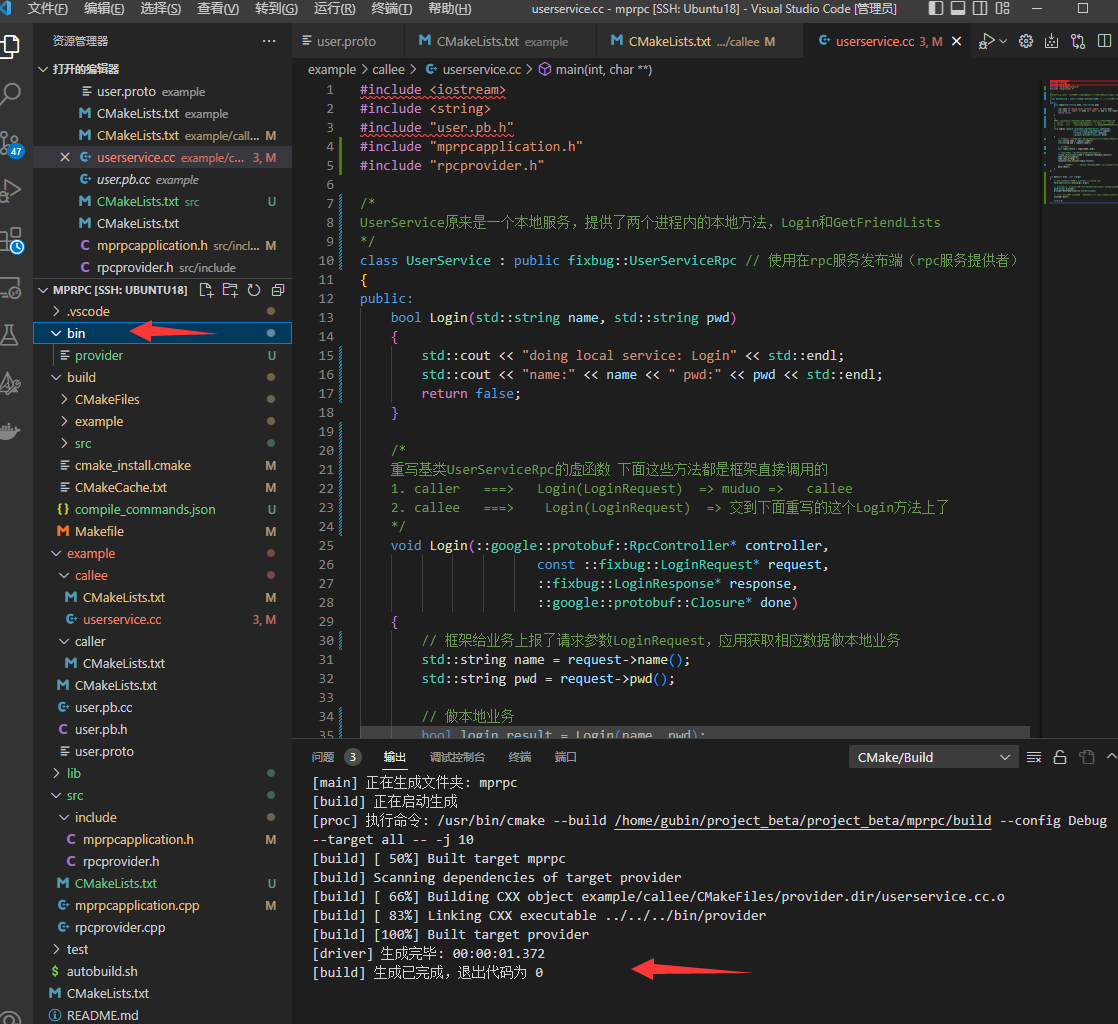 文件(F) 编辑(E) 选择(S) 查看(V) 转到(G) 运行(R) 终端(T) 帮助(H) userservice.cc - mprpc [SSH: Ubuntu18] - Visual Studio Code [管理员]
资源管理器 ···
打开的编辑器
user.proto example
CMakeLists.txt example
CMakeLists.txt example/call... M
userservice.cc example/c... 3, M
user.pb.cc example
CMakeLists.txt src U
CMakeLists.txt
mprpcapplication.h src/incl... M
rpcprovider.h src/include
47
MPRPC [SSH: UBUNTU18]
.vscode
bin
provider U
build
CMakeFiles
example
src
cmake_install.cmake M
CMakeCache.txt M
compile_commands.json U
Makefile M
example
callee
CMakeLists.txt M
userservice.cc 3, M
caller
CMakeLists.txt
CMakeLists.txt
user.pb.cc
user.pb.h
user.proto
lib
src
include
mprpcapplication.h M
rpcprovider.h
CMakeLists.txt U
mprpcapplication.cpp M
rpcprovider.cpp
test
autobuild.sh
CMakeLists.txt
README.md
user.proto CMakeLists.txt example CMakeLists.txt .../callee M userservice.cc 3, M
example > callee > userservice.cc > main(int, char **)
1 #include <iostream>
2 #include <string>
3 #include "user.pb.h"
4 #include "mprpcapplication.h"
5 #include "rpcprovider.h"
6
7 /*
8 UserService原来是一个本地服务，提供了两个进程内的本地方法，Login和GetFriendLists
9 */
10 class UserService : public fixbug::UserServiceRpc // 使用在rpc服务发布端（rpc服务提供者）
11 {
12 public:
13 bool Login(std::string name, std::string pwd)
14 {
15 std::cout << "doing local service: Login" << std::endl;
16 std::cout << "name:" << name << " pwd:" << pwd << std::endl;
17 return false;
18 }
19
20 /*
21 重写基类UserServiceRpc的虚函数 下面这些方法都是框架直接调用的
22 1. caller ===> Login(LoginRequest) => muduo => callee
23 2. callee ===> Login(LoginRequest) => 交到下面重写的这个Login方法上了
24 */
25 void Login(::google::protobuf::RpcController* controller,
26 const ::fixbug::LoginRequest* request,
27 ::fixbug::LoginResponse* response,
28 ::google::protobuf::Closure* done)
29 {
30 // 框架给业务上报了请求参数LoginRequest，应用获取相应数据做本地业务
31 std::string name = request->name();
32 std::string pwd = request->pwd();
33
34 // 做本地业务
35 bool login_result = Login(name, pwd);
问题 3 输出 调试控制台 终端 端口 CMake/Build
[main] 正在生成文件夹: mprpc
[build] 正在启动生成
[proc] 执行命令: /usr/bin/cmake --build /home/gubin/project_beta/project_beta/mprpc/build --config Debug
--target all -- -j 10
[build] [ 50%] Built target mprpc
[build] Scanning dependencies of target provider
[build] [ 66%] Building CXX object example/callee/CMakeFiles/provider.dir/userservice.cc.o
[build] [ 83%] Linking CXX executable ../../../bin/provider
[build] [100%] Built target provider
[driver] 生成完毕: 00:00:01.372
[build] 生成已完成，退出代码为 0